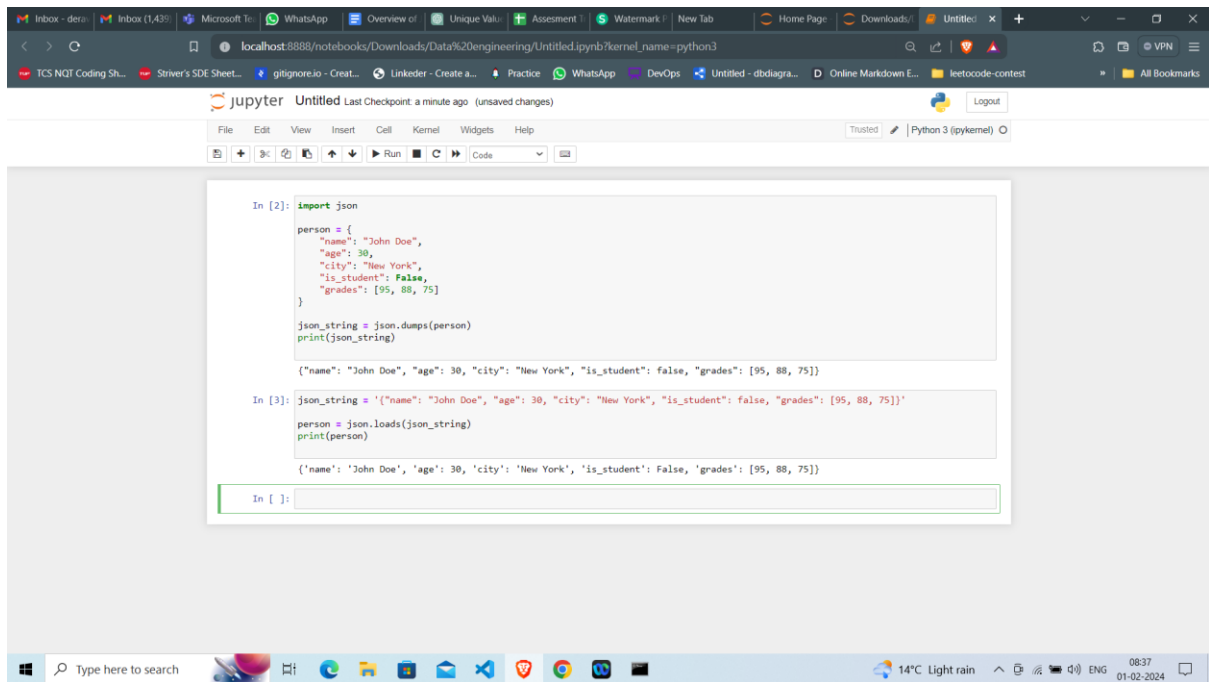 Inbox - dera
Inbox (1,439)
Microsoft Te
WhatsApp
Overview of
Unique Valu
Assesment T
Watermark P
New Tab
Home Page
Downloads/
Untitled
localhost:8888/notebooks/Downloads/Data%20engineering/Untitled.ipynb?kernel_name=python3
VPN
TCS NQT Coding Sh...
Striver's SDE Sheet...
gitignore.io - Creat...
Linkeder - Create a...
Practice
WhatsApp
DevOps
Untitled - dbdiagra...
Online Markdown E...
leetocode-contest
All Bookmarks
jupyter Untitled Last Checkpoint: a minute ago (unsaved changes)
Logout
File Edit View Insert Cell Kernel Widgets Help
Trusted
Python 3 (ipykernel)
Run
Code
In [2]: import json
person = {
"name": "John Doe",
"age": 30,
"city": "New York",
"is_student": False,
"grades": [95, 88, 75]
}
json_string = json.dumps(person)
print(json_string)
{"name": "John Doe", "age": 30, "city": "New York", "is_student": false, "grades": [95, 88, 75]}
In [3]: json_string = '{"name": "John Doe", "age": 30, "city": "New York", "is_student": false, "grades": [95, 88, 75]}'
person = json.loads(json_string)
print(person)
{'name': 'John Doe', 'age': 30, 'city': 'New York', 'is_student': False, 'grades': [95, 88, 75]}
In [ ]:
Type here to search
14°C Light rain
ENG
08:37
01-02-2024